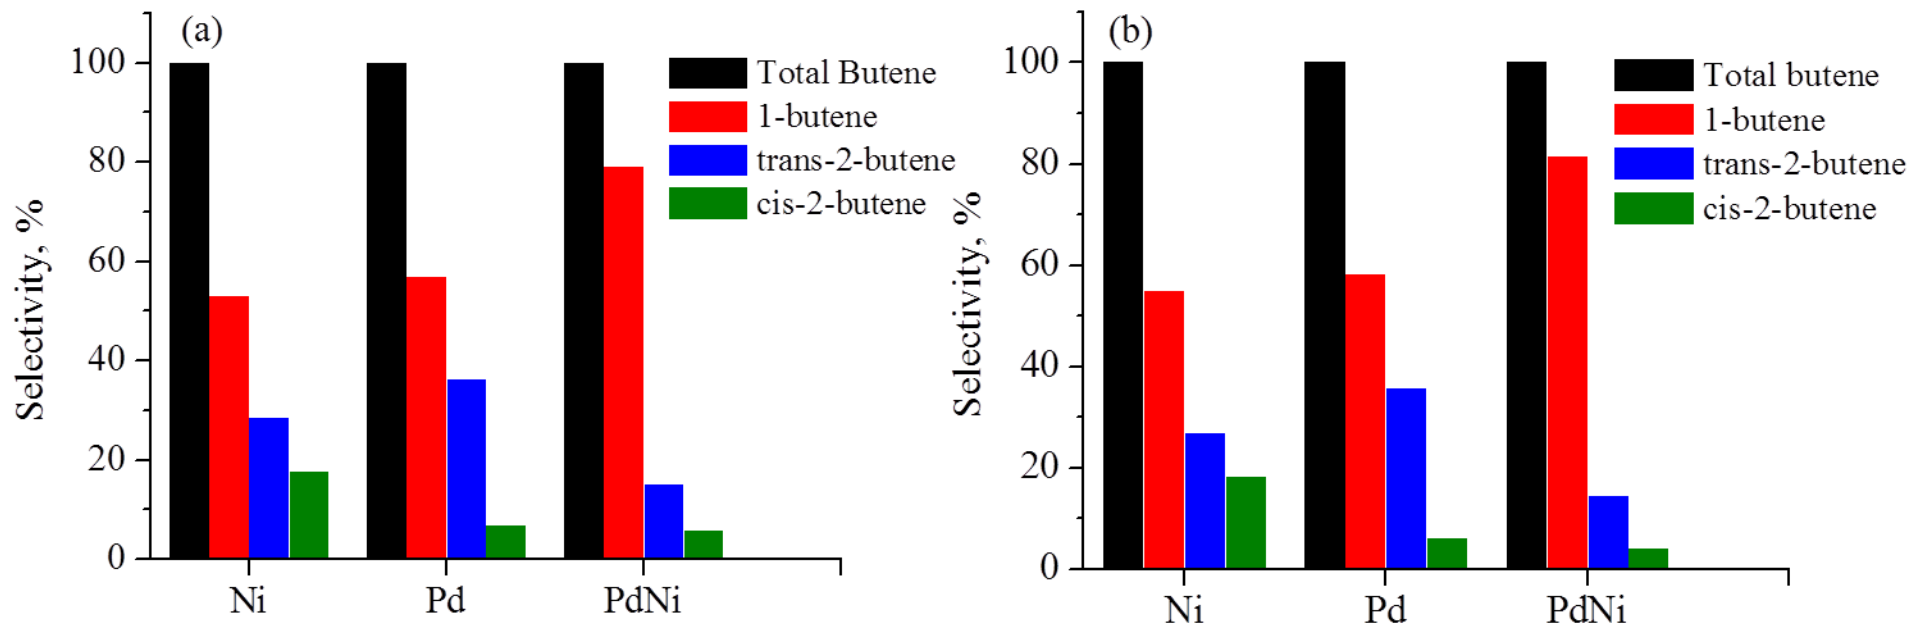 (a)
Total Butene
1-butene
trans-2-butene
cis-2-butene
Selectivity, %
100
80
60
40
20
0
Ni
Pd
PdNi
(b)
Total butene
1-butene
trans-2-butene
cis-2-butene
Selectivity, %
100
80
60
40
20
0
Ni
Pd
PdNi